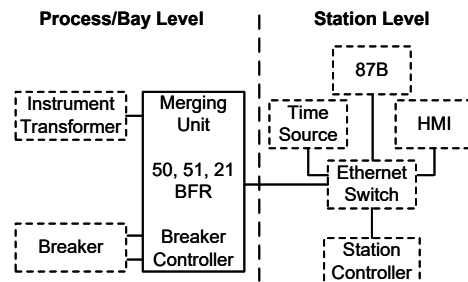 Process/Bay Level
Station Level
87B
Instrument
Transformer
Merging
Unit
Time
Source
HMI
50, 51, 21
BFR
Ethernet
Switch
Breaker
Breaker
Controller
Station
Controller